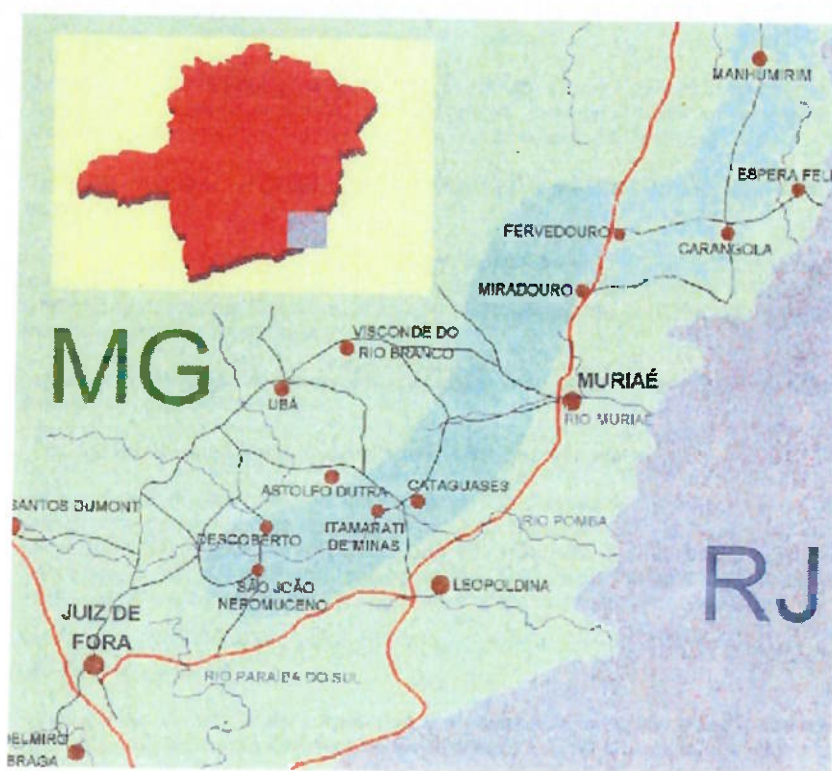 MANHUMIRIM
ESPERA FELI
FERVEDOURO
CARANGOLA
MIRADOURO
MG
VISCONDE DO
RIO BRANCO
UBÁ
MURIAÉ
RIO MURIAÉ
ASTOLFO DUTRA
CATAGUASES
SANTOS DUMONT
ITAMARATI
DE MINAS
RIO POMBA
DESCOBERTO
SÃO JOÃO
NEPOMUCENO
LEOPOLDINA
RJ
JUIZ DE
FORA
RIO PARAÍBA DO SUL
BELMIRO
BRAGA